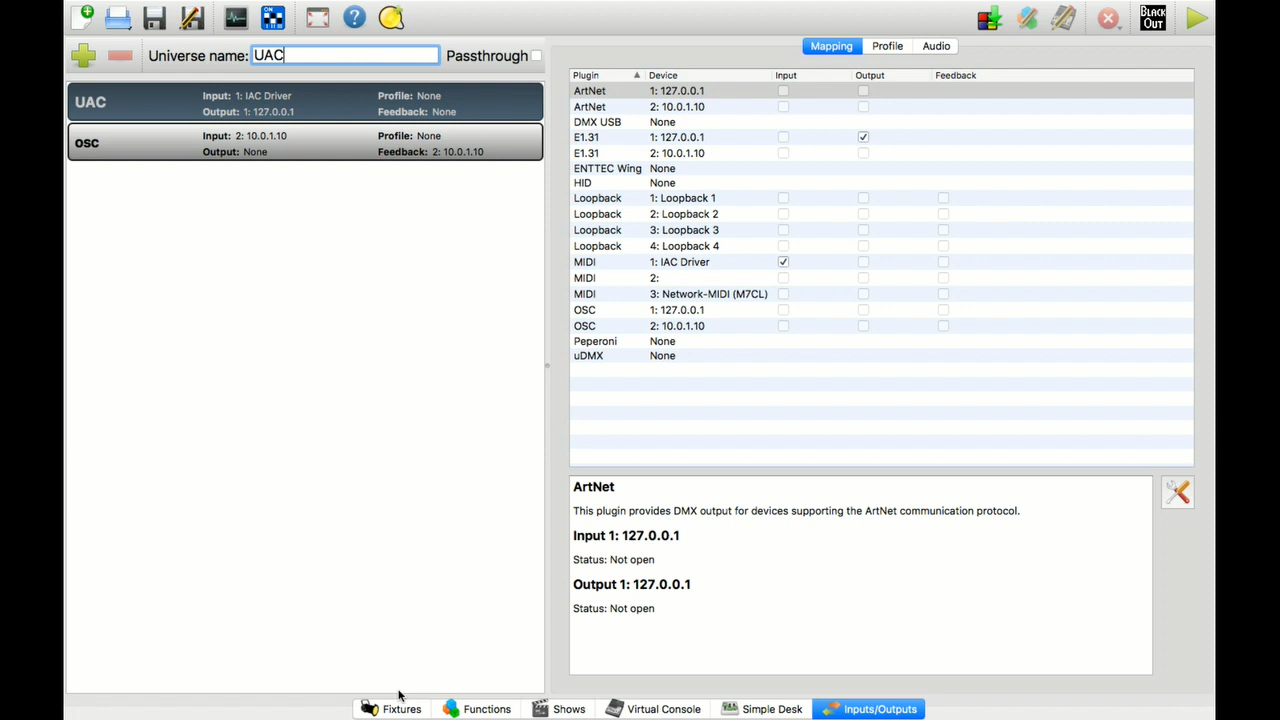 ON
BLACK OUT
Universe name: UAC Passthrough
Mapping Profile Audio
UAC Input: 1: IAC Driver Profile: None
Output: 1: 127.0.0.1 Feedback: None
OSC Input: 2: 10.0.1.10 Profile: None
Output: None Feedback: 2: 10.0.1.10
Plugin Device Input Output Feedback
ArtNet 1: 127.0.0.1
ArtNet 2: 10.0.1.10
DMX USB None
E1.31 1: 127.0.0.1
E1.31 2: 10.0.1.10
ENTTEC Wing None
HID None
Loopback 1: Loopback 1
Loopback 2: Loopback 2
Loopback 3: Loopback 3
Loopback 4: Loopback 4
MIDI 1: IAC Driver
MIDI 2:
MIDI 3: Network-MIDI (M7CL)
OSC 1: 127.0.0.1
OSC 2: 10.0.1.10
Peperoni None
uDMX None
ArtNet
This plugin provides DMX output for devices supporting the ArtNet communication protocol.
Input 1: 127.0.0.1
Status: Not open
Output 1: 127.0.0.1
Status: Not open
Fixtures Functions Shows Virtual Console Simple Desk Inputs/Outputs